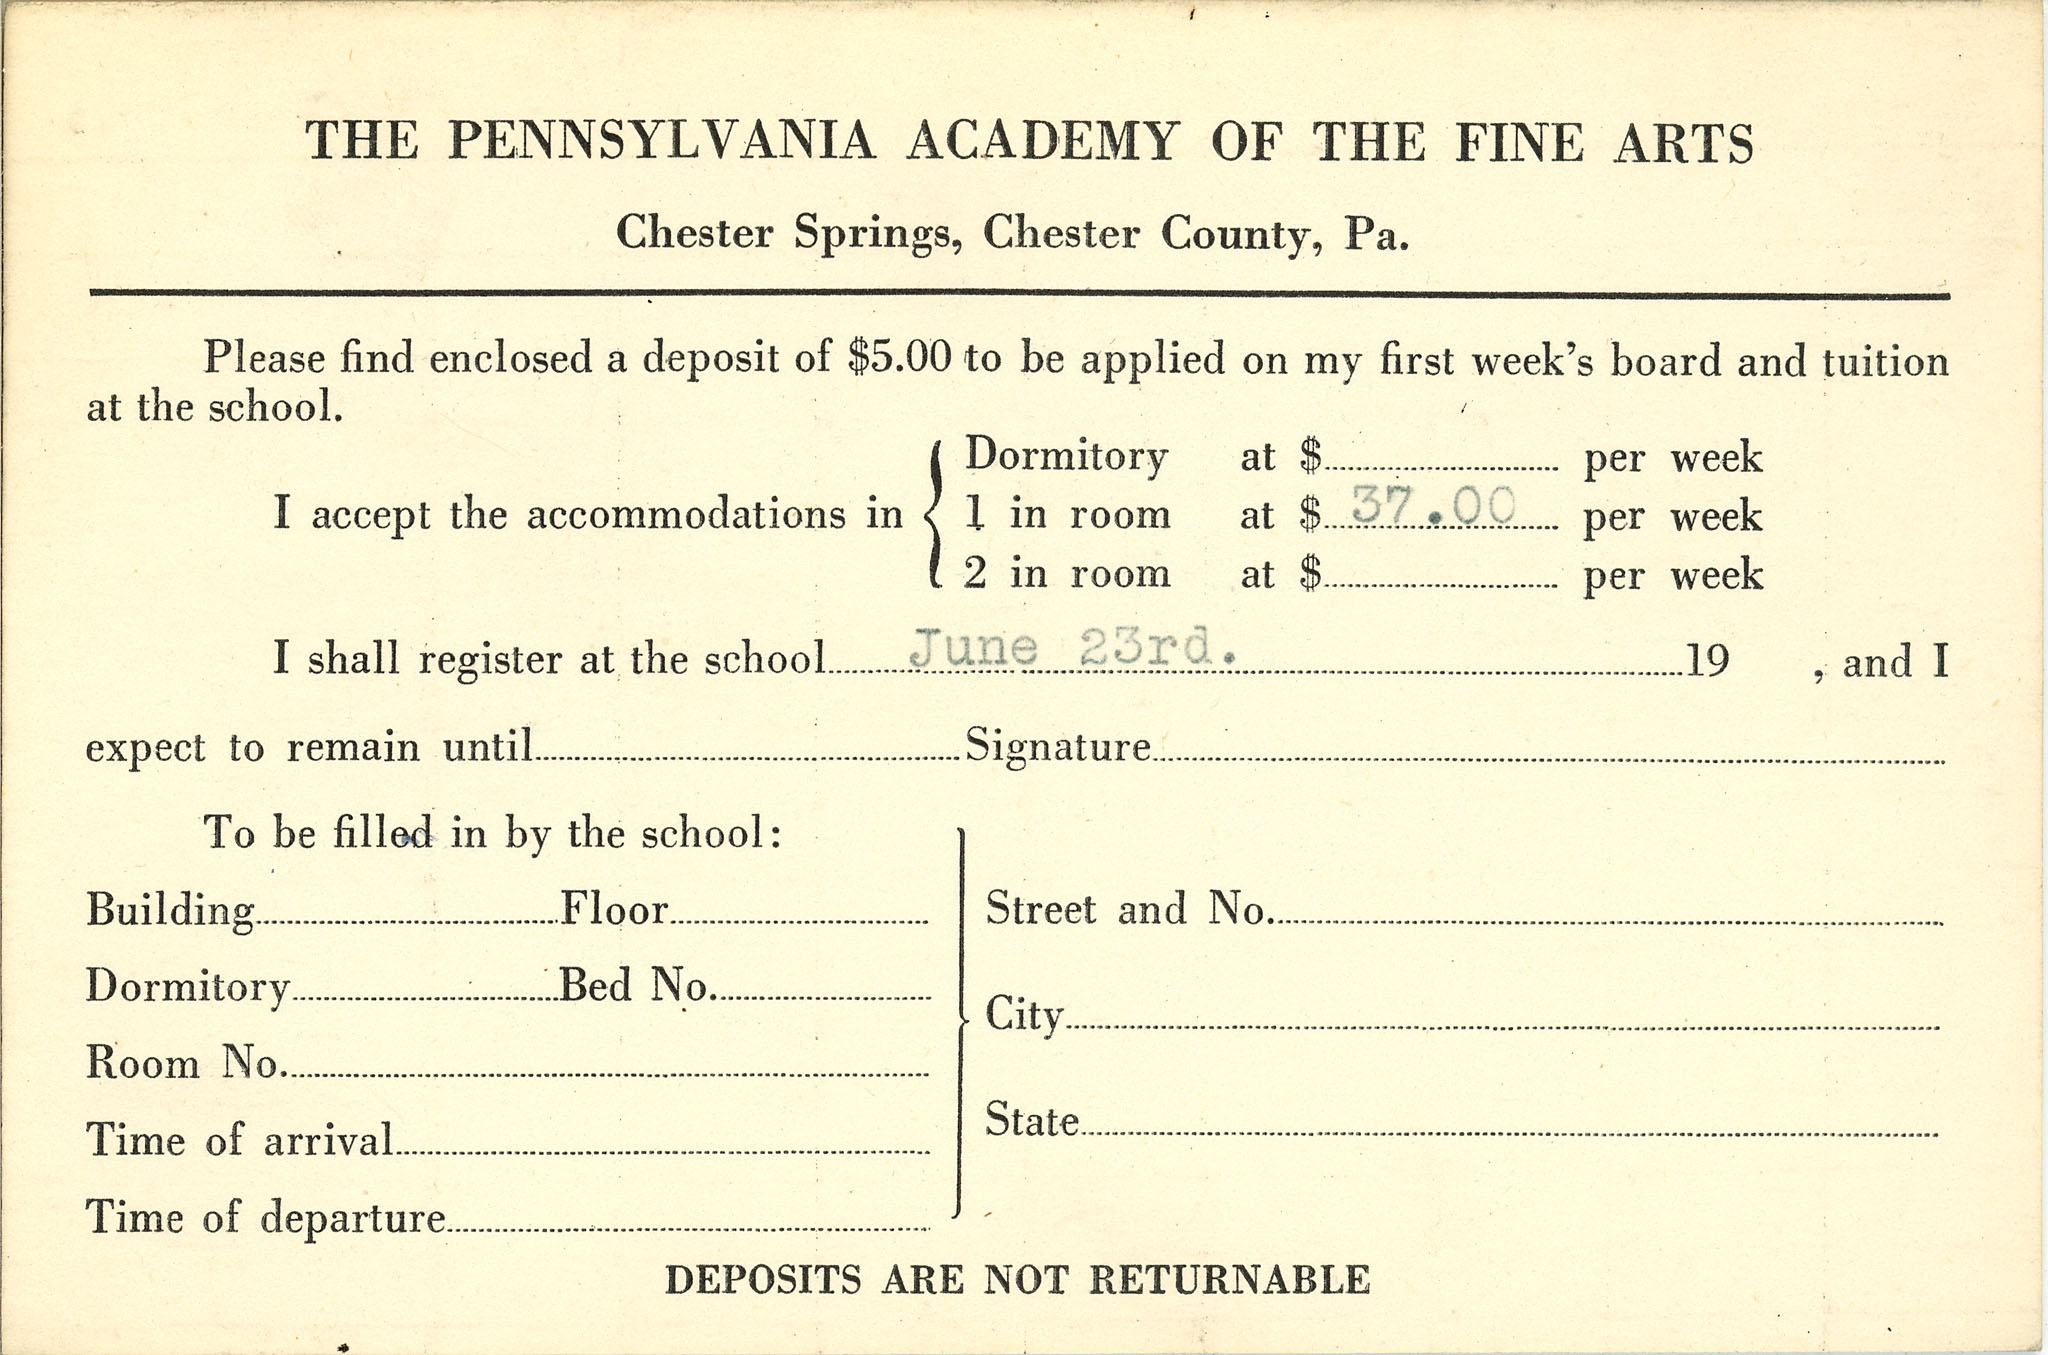 THE PENNSYLVANIA ACADEMY OF THE FINE ARTS
Chester Springs, Chester County, Pa.
Please find enclosed a deposit of $5.00 to be applied on my first week's board and tuition
at the school.
I accept the accommodations in
Dormitory at $ per week
1 in room at $ 37.00 per week
2 in room at $ per week
I shall register at the school June 23rd. 19 , and I
expect to remain until Signature
To be filled in by the school:
Building Floor
Dormitory Bed No.
Room No.
Time of arrival
Time of departure
Street and No.
City
State
DEPOSITS ARE NOT RETURNABLE